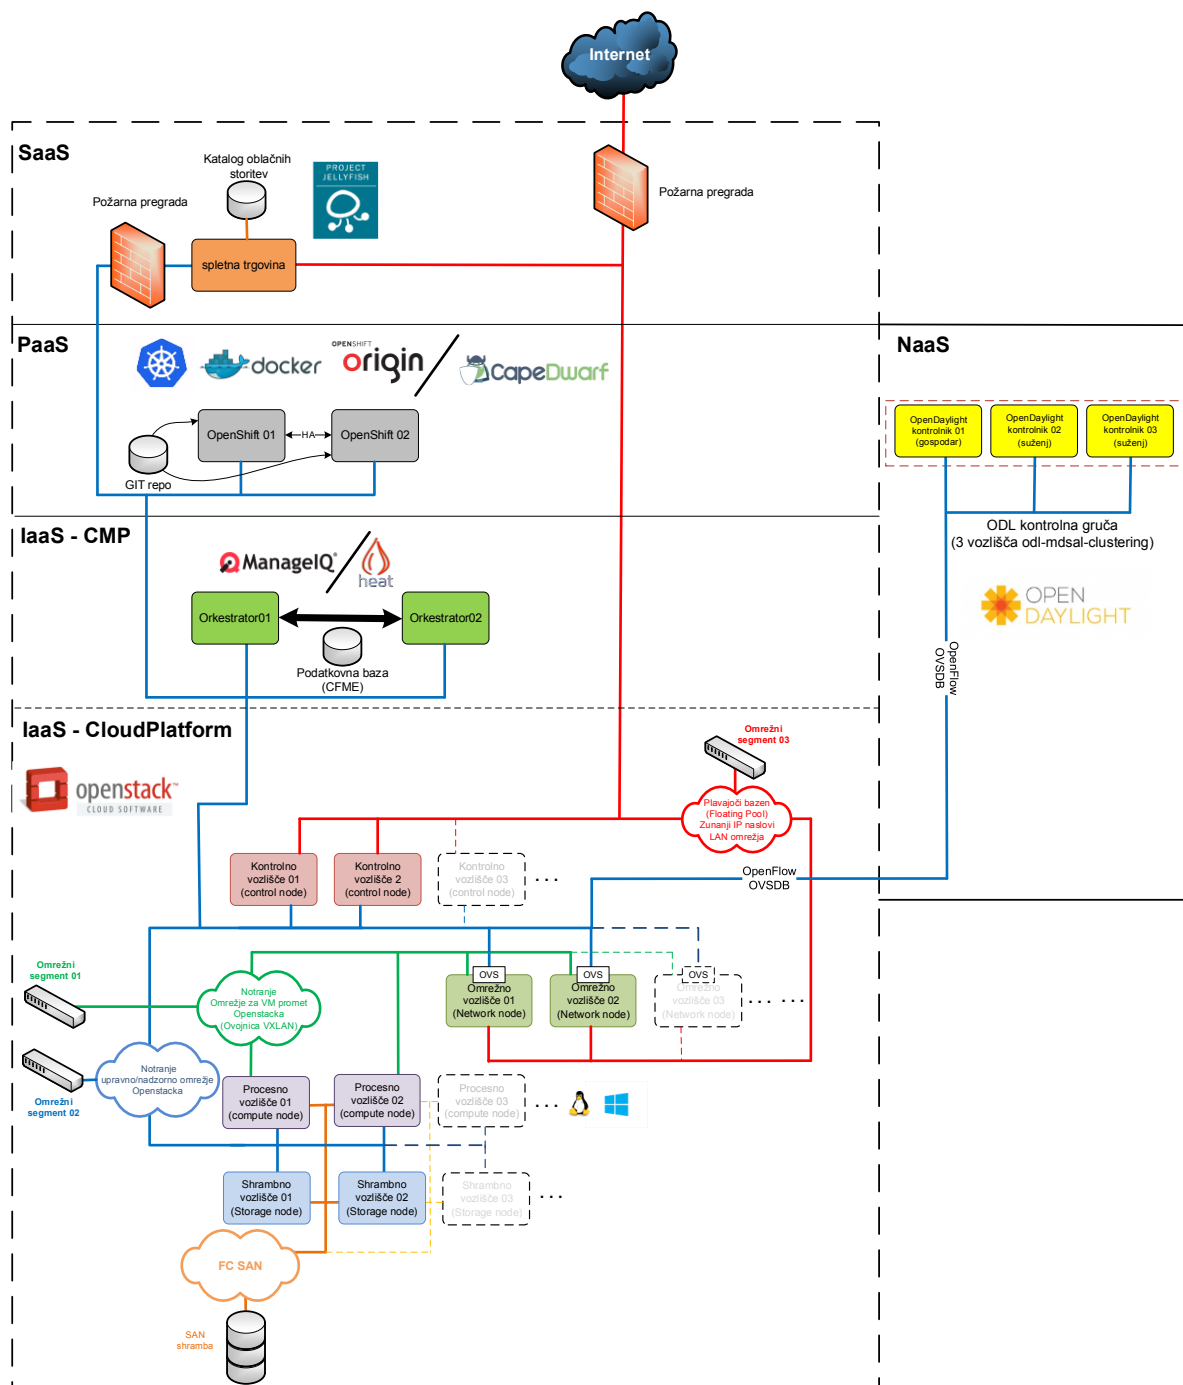 Internet
SaaS
Katalog oblačnih
storitev
PROJECT
JELLYFISH
Požarna pregrada
Požarna pregrada
spletna trgovina
PaaS
docker
OPENSHIFT
origin
CapeDwarf
OpenShift 01
HA
OpenShift 02
GIT repo
NaaS
OpenDaylight
kontrolnik 01
(gospodar)
OpenDaylight
kontrolnik 02
(suženj)
OpenDaylight
kontrolnik 03
(suženj)
ODL kontrolna gruča
(3 vozlišča odl-mdsal-clustering)
OPEN
DAYLIGHT
OpenFlow
OVSDB
IaaS - CMP
ManageIQ
heat
Orkestrator01
Orkestrator02
Podatkovna baza
(CFME)
IaaS - CloudPlatform
openstack™
CLOUD SOFTWARE
Omrežni
segment 03
Plavajoči bazen
(Floating Pool)
Zunanji IP naslovi
LAN omrežja
Kontrolno
vozlišče 01
(control node)
Kontrolno
vozlišče 2
(control node)
Kontrolno
vozlišče 03
(control node)
...
OpenFlow
OVSDB
Omrežni
segment 01
Notranje
Omrežje za VM promet
Openstacka
(Ovojnica VXLAN)
OVS
Omrežno
vozlišče 01
(Network node)
OVS
Omrežno
vozlišče 02
(Network node)
OVS
Omrežno
vozlišče 03
(Network node)
... ...
Notranje
upravno/nadzorno omrežje
Openstacka
Omrežni
segment 02
Procesno
vozlišče 01
(compute node)
Procesno
vozlišče 02
(compute node)
Procesno
vozlišče 03
(compute node)
...
Shrambno
vozlišče 01
(Storage node)
Shrambno
vozlišče 02
(Storage node)
Shrambno
vozlišče 03
(Storage node)
...
FC SAN
SAN
shramba